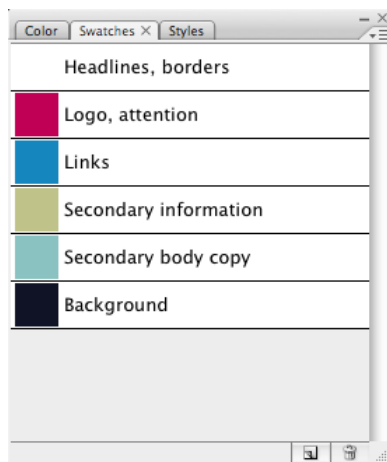 Color Swatches × Styles
Headlines, borders
Logo, attention
Links
Secondary information
Secondary body copy
Background